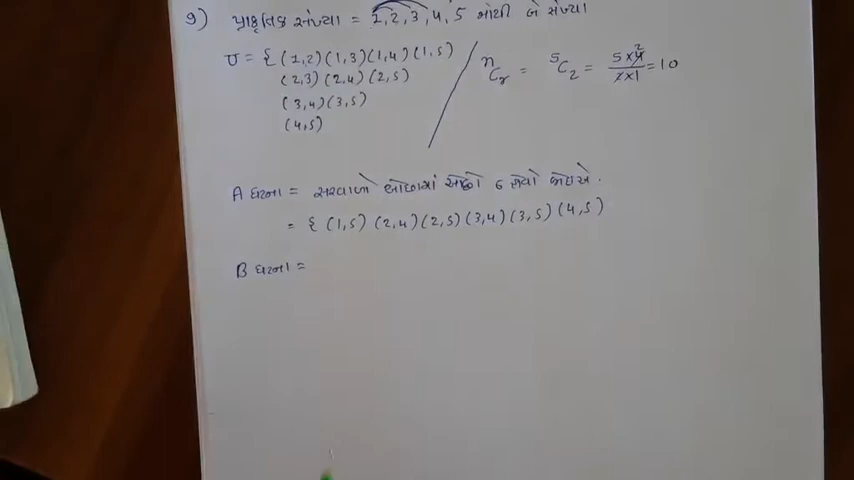 9) પ્રાકૃતિક સંખ્યા = 1,2,3,4,5 માંથી બે સંખ્યા
U = { (1,2) (1,3) (1,4) (1,5)
(2,3) (2,4) (2,5)
(3,4) (3,5)
(4,5)
nCr = 5C2 = 5×4/2×1 = 10
2
A ઘટના = સરવાળો ઓછામાં ઓછો 6 હોવો જોઇએ.
= { (1,5) (2,4) (2,5) (3,4) (3,5) (4,5)
B ઘટના =